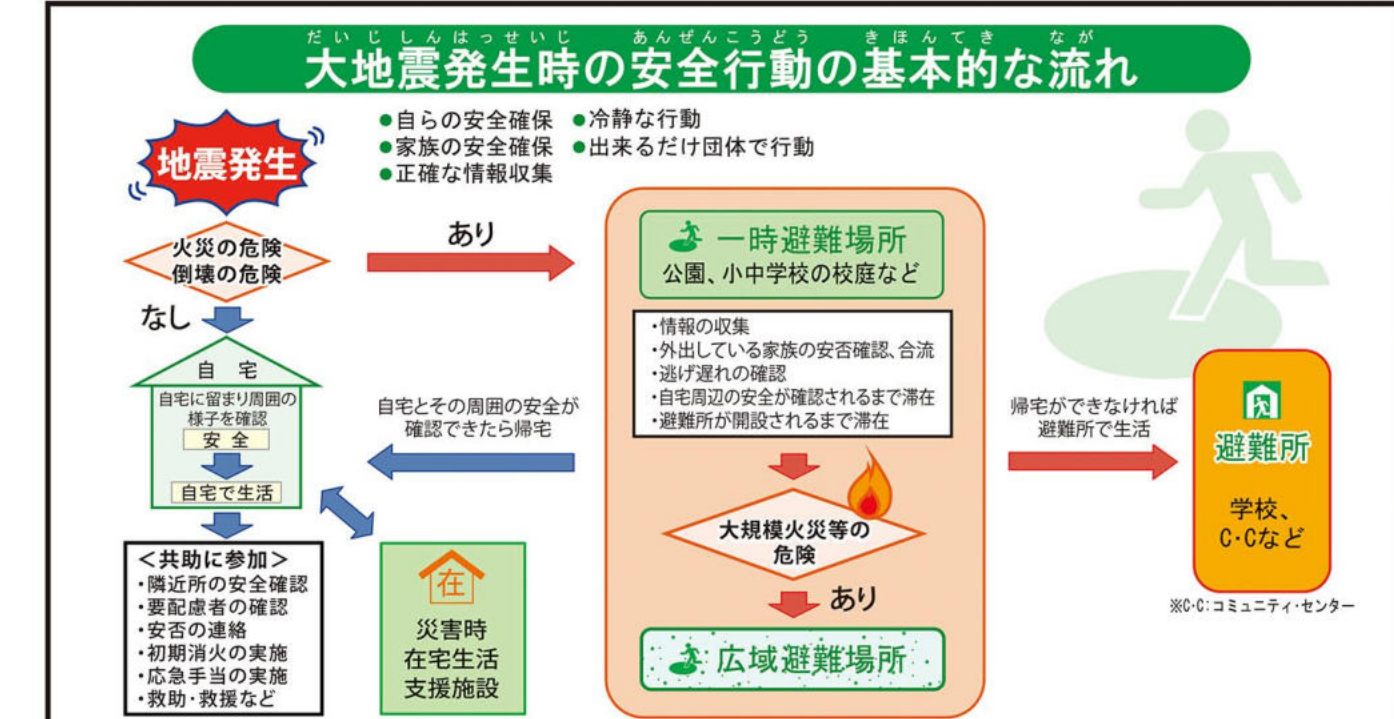 だいじしんはっせいじ あんぜんこうどう きほんてき なが
大地震発生時の安全行動の基本的な流れ
地震発生
●自らの安全確保 ●冷静な行動
●家族の安全確保 ●出来るだけ団体で行動
●正確な情報収集
火災の危険
倒壊の危険
あり
なし
一時避難場所
公園、小中学校の校庭など
・情報の収集
・外出している家族の安否確認、合流
・逃げ遅れの確認
・自宅周辺の安全が確認されるまで滞在
・避難所が開設されるまで滞在
自宅
自宅に留まり周囲の
様子を確認
安全
自宅で生活
自宅とその周囲の安全が
確認できたら帰宅
帰宅ができなければ
避難所で生活
避難所
学校、
C・Cなど
※C・C:コミュニティ・センター
大規模火災等の
危険
あり
広域避難場所
<共助に参加>
・隣近所の安全確認
・要配慮者の確認
・安否の連絡
・初期消火の実施
・応急手当の実施
・救助・救援など
在
災害時
在宅生活
支援施設